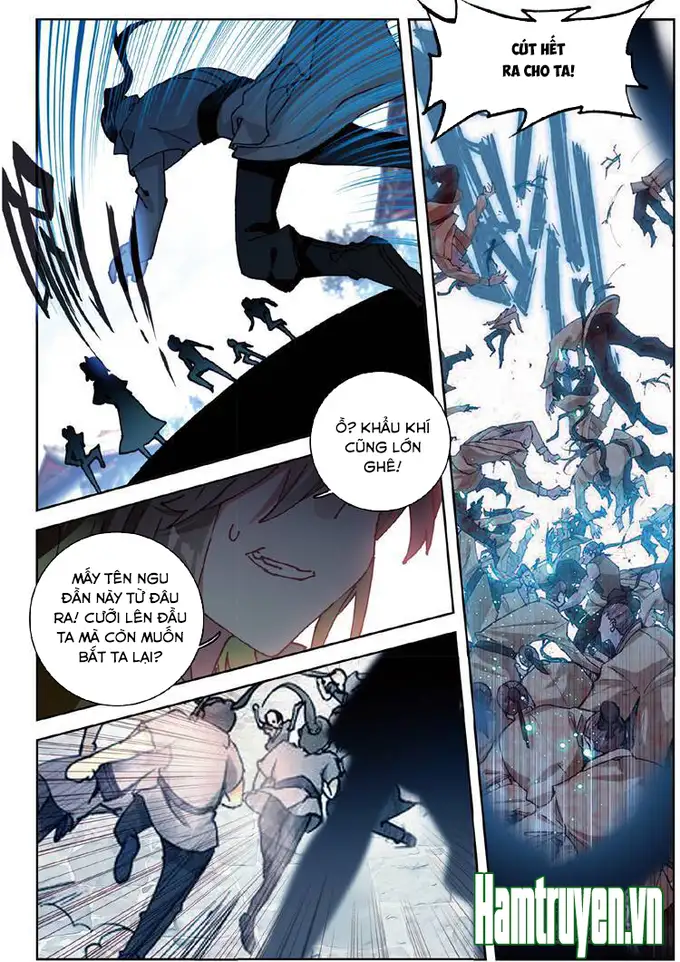 CÚT HẾT
RA CHO TA!
Ồ? KHẨU KHÍ
CŨNG LỚN
GHÊ!
MẤY TÊN NGU
ĐẦN NÀY TỪ ĐÂU
RA! CƯỠI LÊN ĐẦU
TA MÀ CÒN MUỐN
BẮT TA LẠI?
Hamtruyen.vn